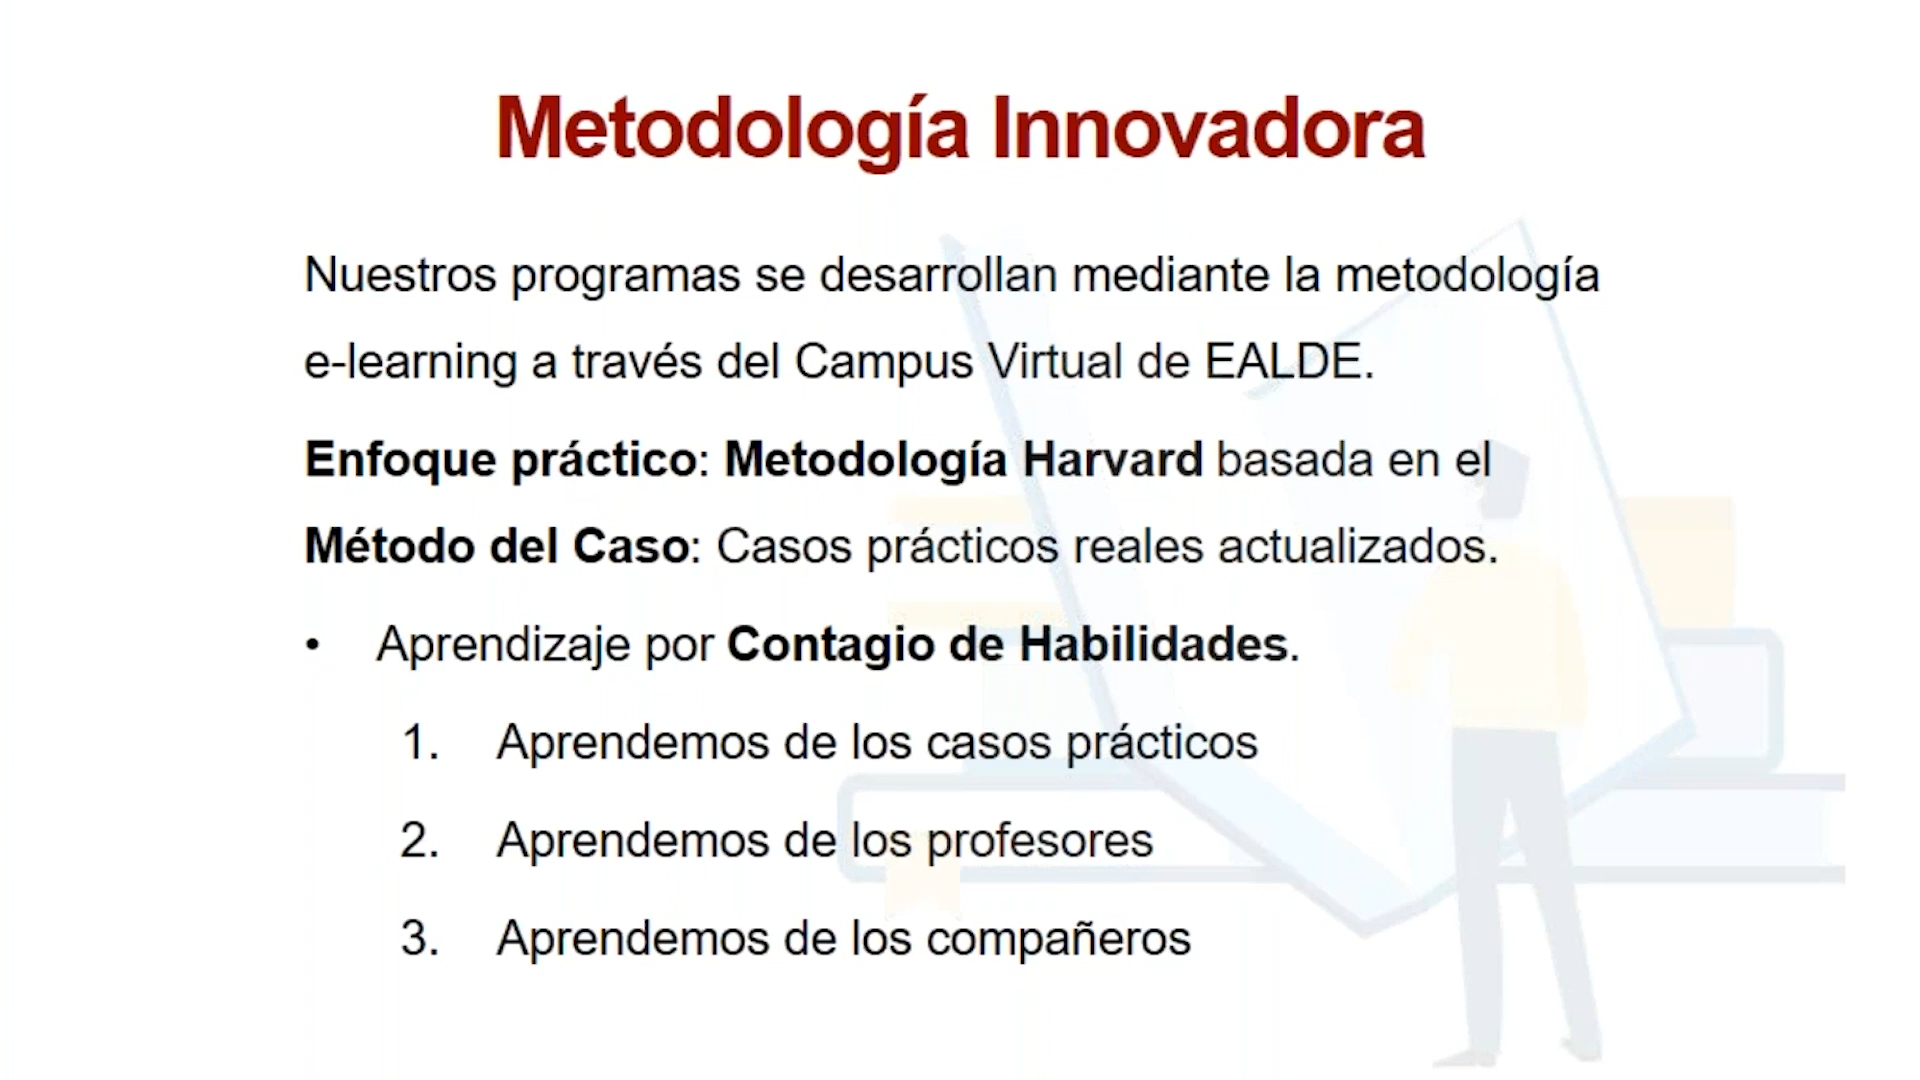 Metodología Innovadora
Nuestros programas se desarrollan mediante la metodología
e-learning a través del Campus Virtual de EALDE.
Enfoque práctico: Metodología Harvard basada en el
Método del Caso: Casos prácticos reales actualizados.
• Aprendizaje por Contagio de Habilidades.
1. Aprendemos de los casos prácticos
2. Aprendemos de los profesores
3. Aprendemos de los compañeros